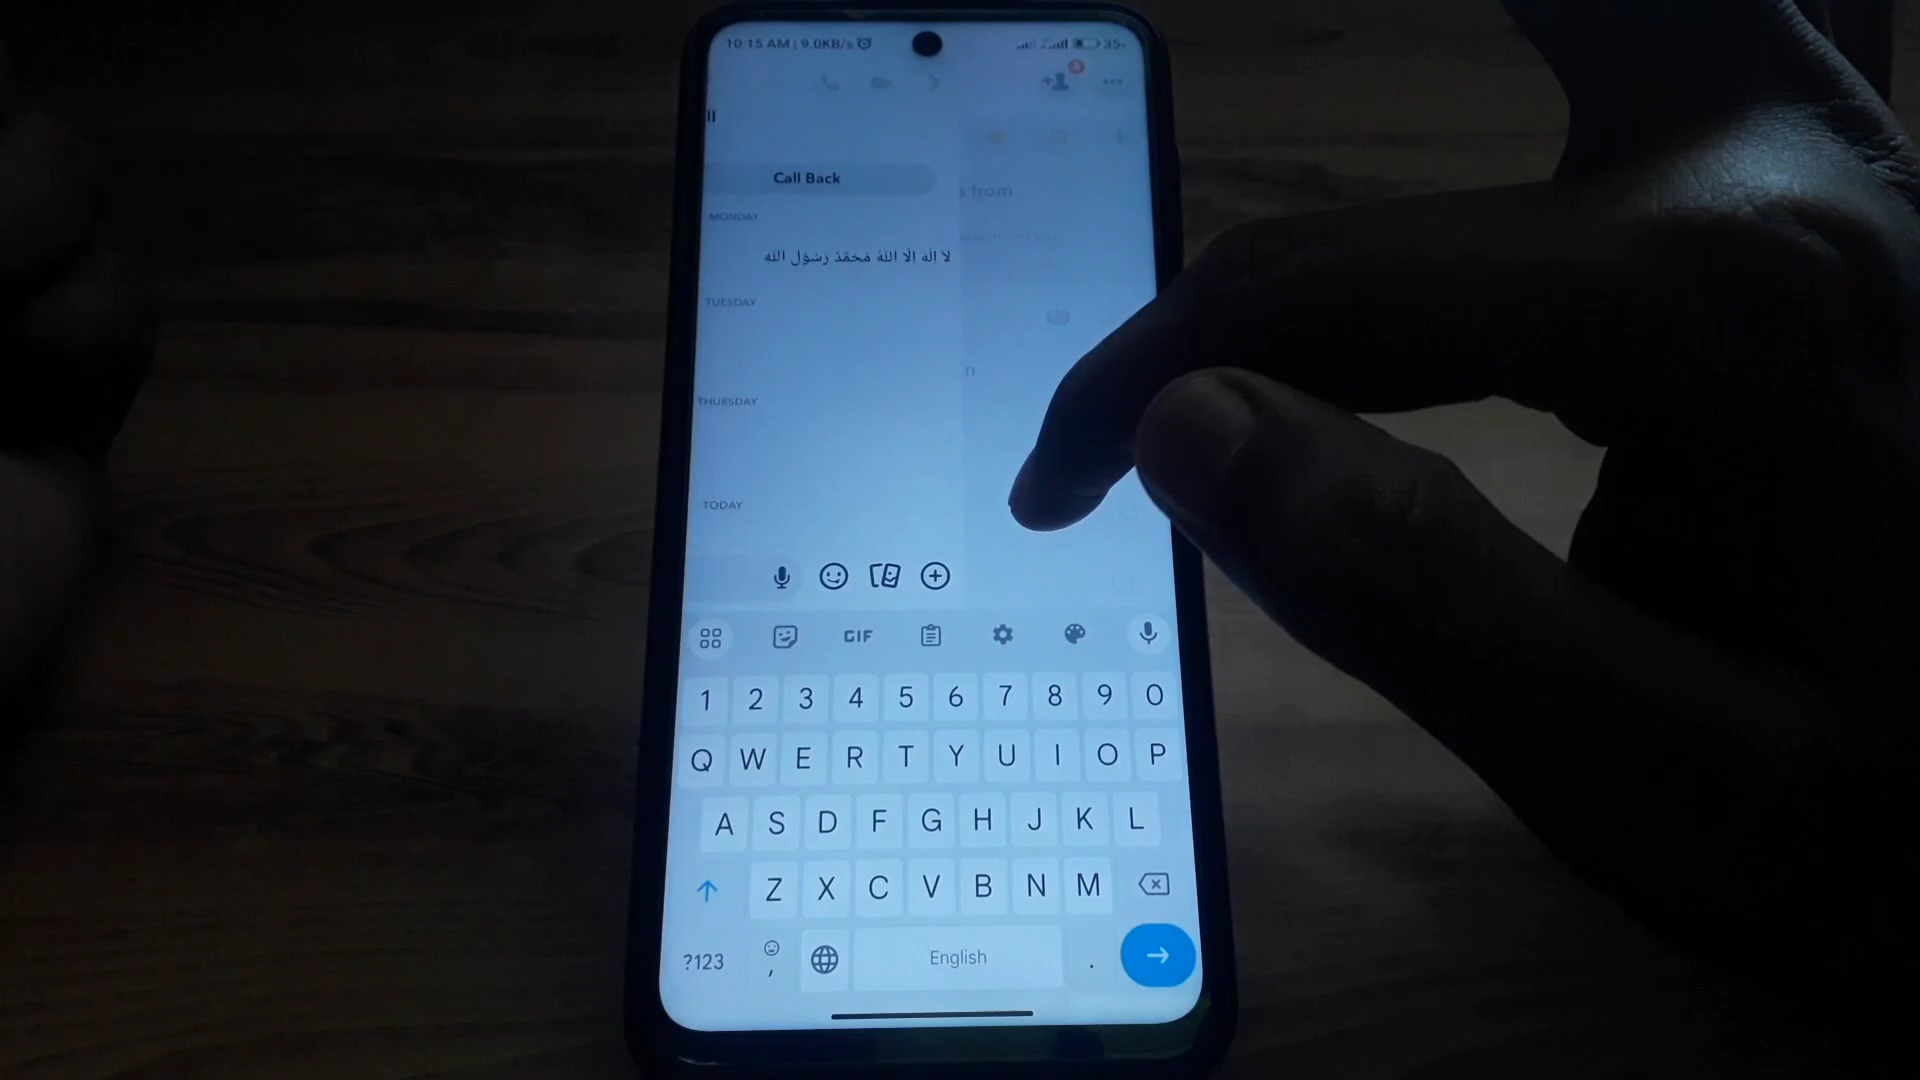 10:15 AM | 9.0KB/s
35
3
Call Back
s from
MONDAY
لا اله الا الله محمد رسول الله
TUESDAY
n
THURSDAY
TODAY
GIF
1 2 3 4 5 6 7 8 9 0
Q W E R T Y U I O P
A S D F G H J K L
Z X C V B N M
?123 , English .